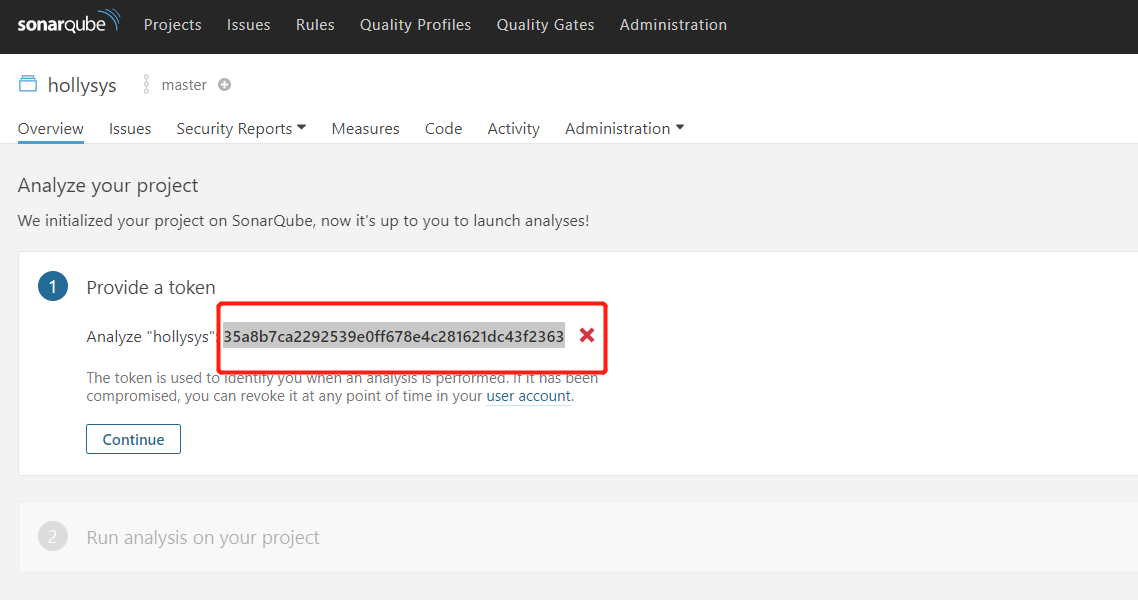 sonarqube Projects Issues Rules Quality Profiles Quality Gates Administration
hollysys master
Overview Issues Security Reports Measures Code Activity Administration
Analyze your project
We initialized your project on SonarQube, now it's up to you to launch analyses!
1 Provide a token
Analyze "hollysys": 35a8b7ca2292539e0ff678e4c281621dc43f2363
The token is used to identify you when an analysis is performed. If it has been
compromised, you can revoke it at any point of time in your user account.
Continue
2 Run analysis on your project